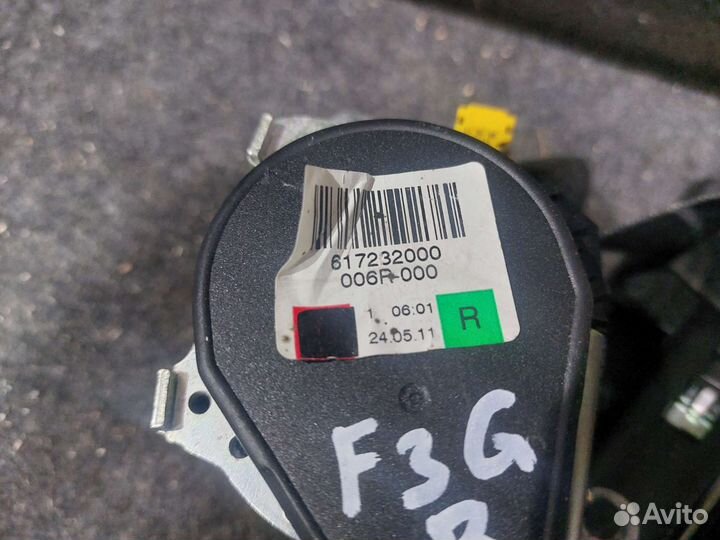 617232000
006R-000
1 06:01
24.05.11 R
F3G
R
Avito